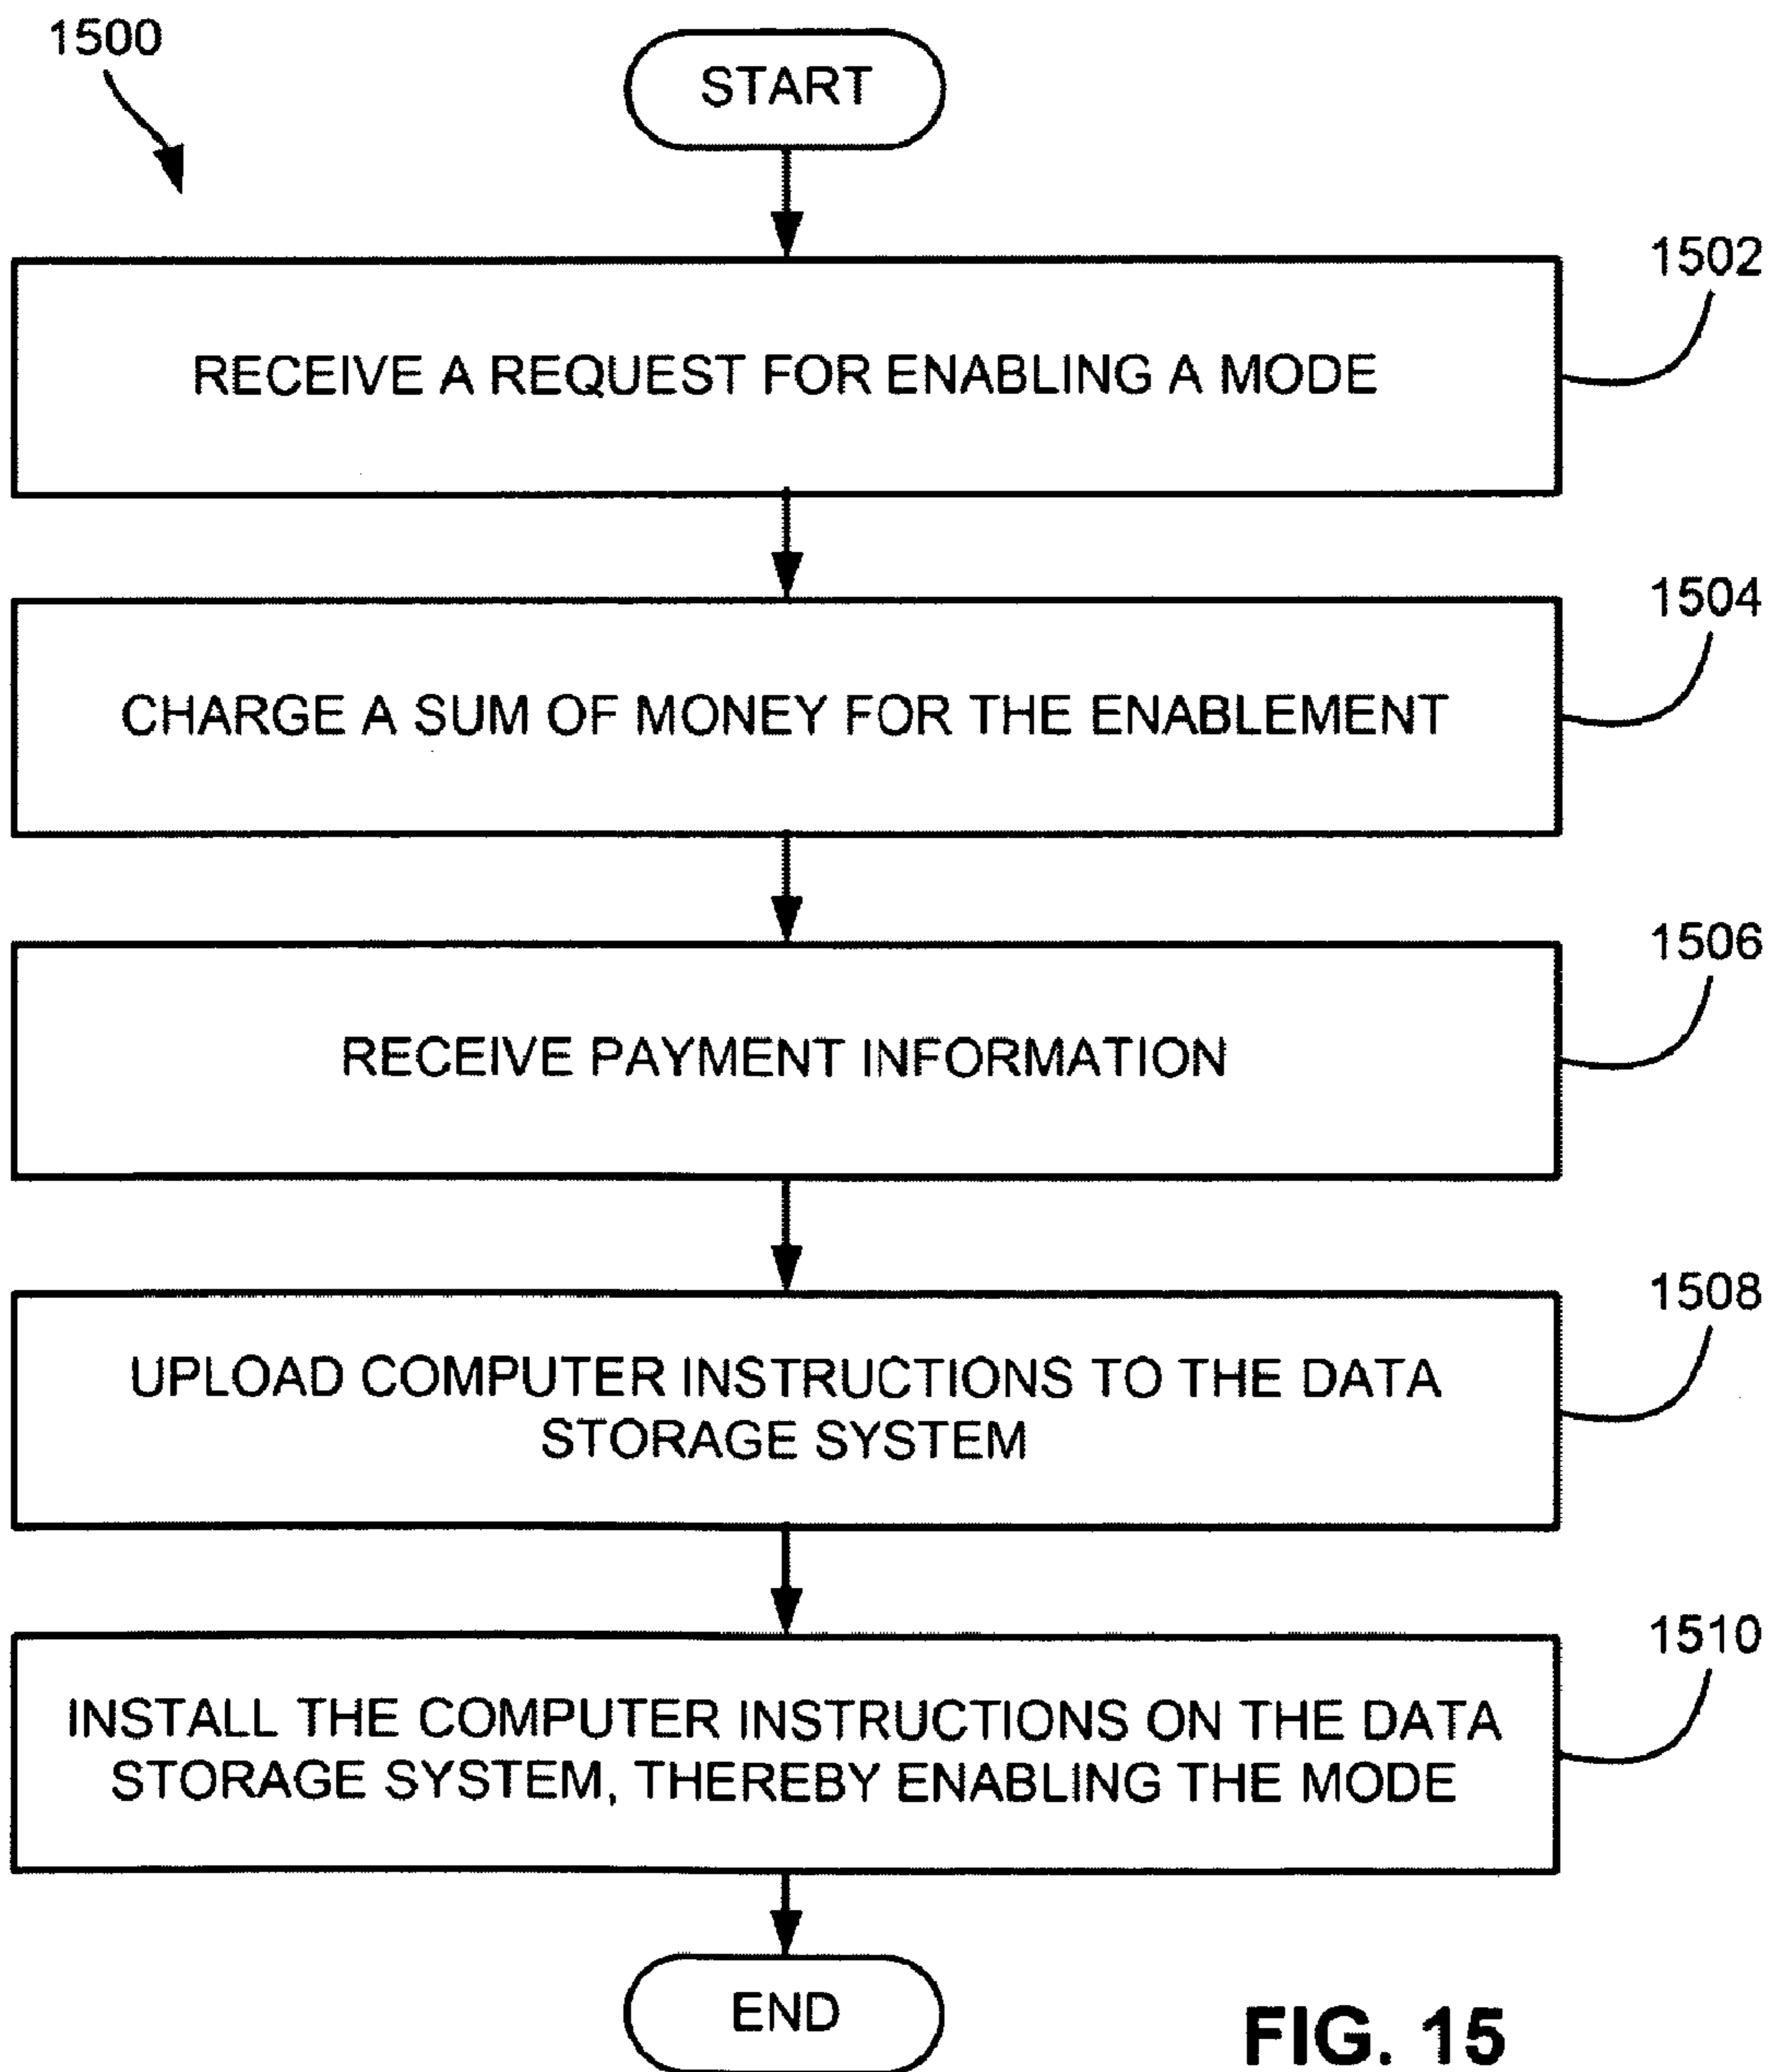 1500
START
1502
RECEIVE A REQUEST FOR ENABLING A MODE
1504
CHARGE A SUM OF MONEY FOR THE ENABLEMENT
1506
RECEIVE PAYMENT INFORMATION
1508
UPLOAD COMPUTER INSTRUCTIONS TO THE DATA
STORAGE SYSTEM
1510
INSTALL THE COMPUTER INSTRUCTIONS ON THE DATA
STORAGE SYSTEM, THEREBY ENABLING THE MODE
END
FIG. 15